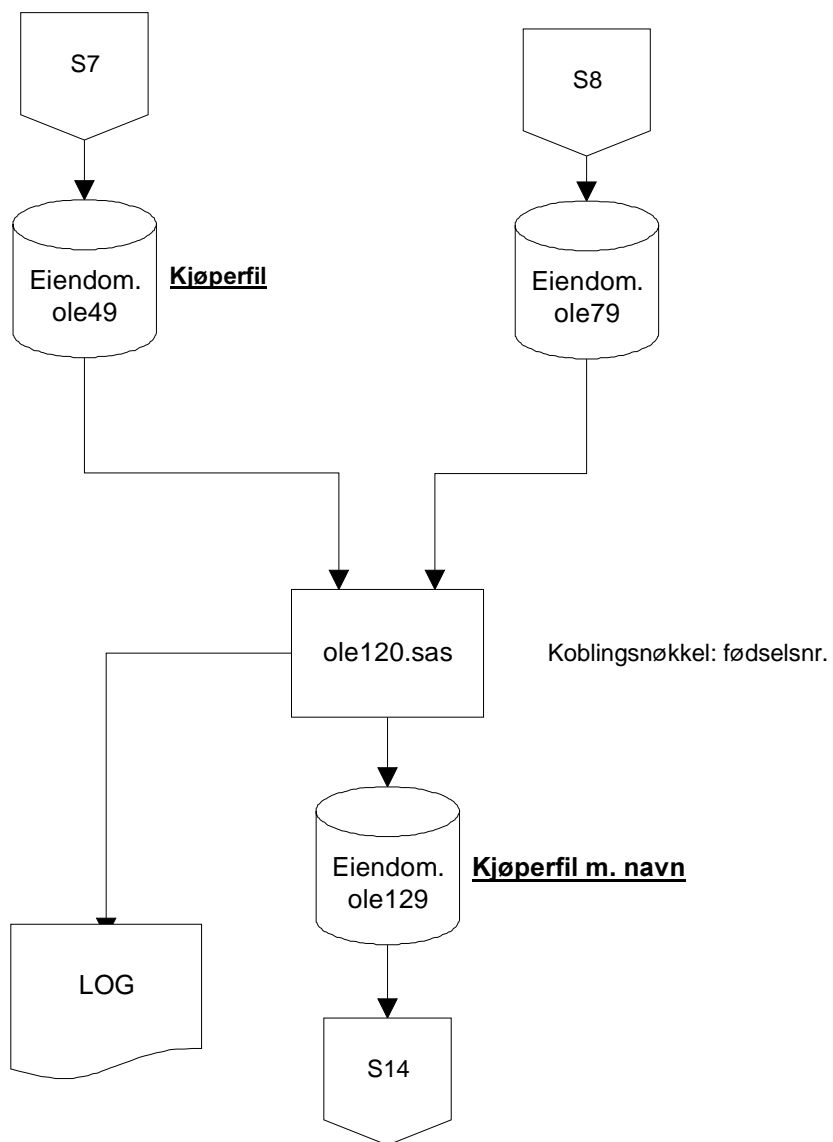 S7
S8
Eiendom.
ole49
Kjøperfil
Eiendom.
ole79
ole120.sas
Koblingsnøkkel: fødselsnr.
Eiendom.
ole129
Kjøperfil m. navn
LOG
S14